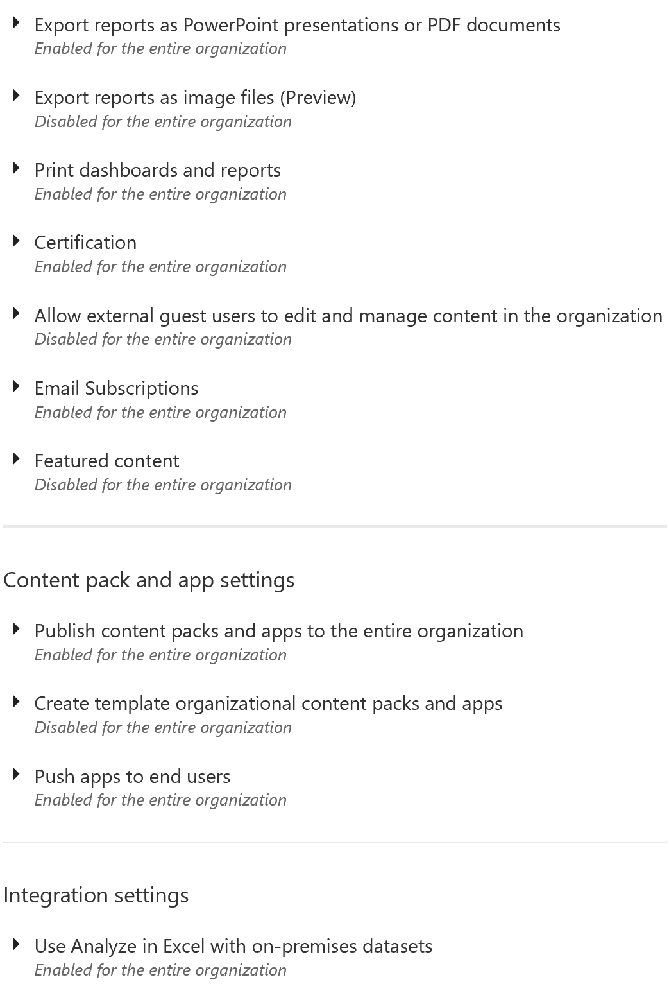 Export reports as PowerPoint presentations or PDF documents
Enabled for the entire organization
Export reports as image files (Preview)
Disabled for the entire organization
Print dashboards and reports
Enabled for the entire organization
Certification
Enabled for the entire organization
Allow external guest users to edit and manage content in the organization
Disabled for the entire organization
Email Subscriptions
Enabled for the entire organization
Featured content
Disabled for the entire organization
Content pack and app settings
Publish content packs and apps to the entire organization
Enabled for the entire organization
Create template organizational content packs and apps
Disabled for the entire organization
Push apps to end users
Enabled for the entire organization
Integration settings
Use Analyze in Excel with on-premises datasets
Enabled for the entire organization